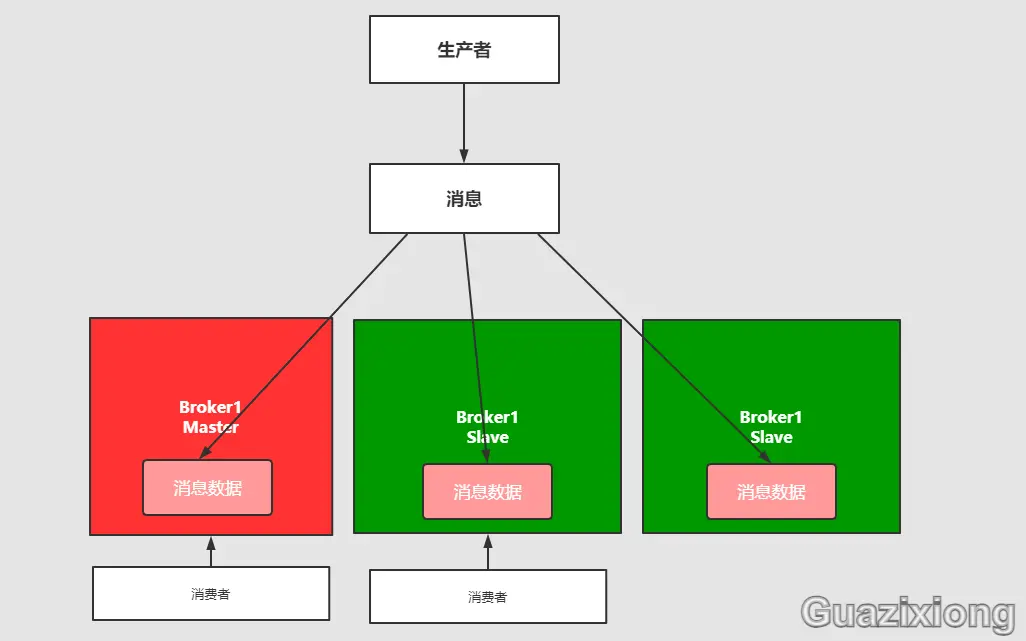 生产者
消息
Broker1
Master
消息数据
Broker1
Slave
消息数据
Broker1
Slave
消息数据
消费者
消费者
Guazixiong